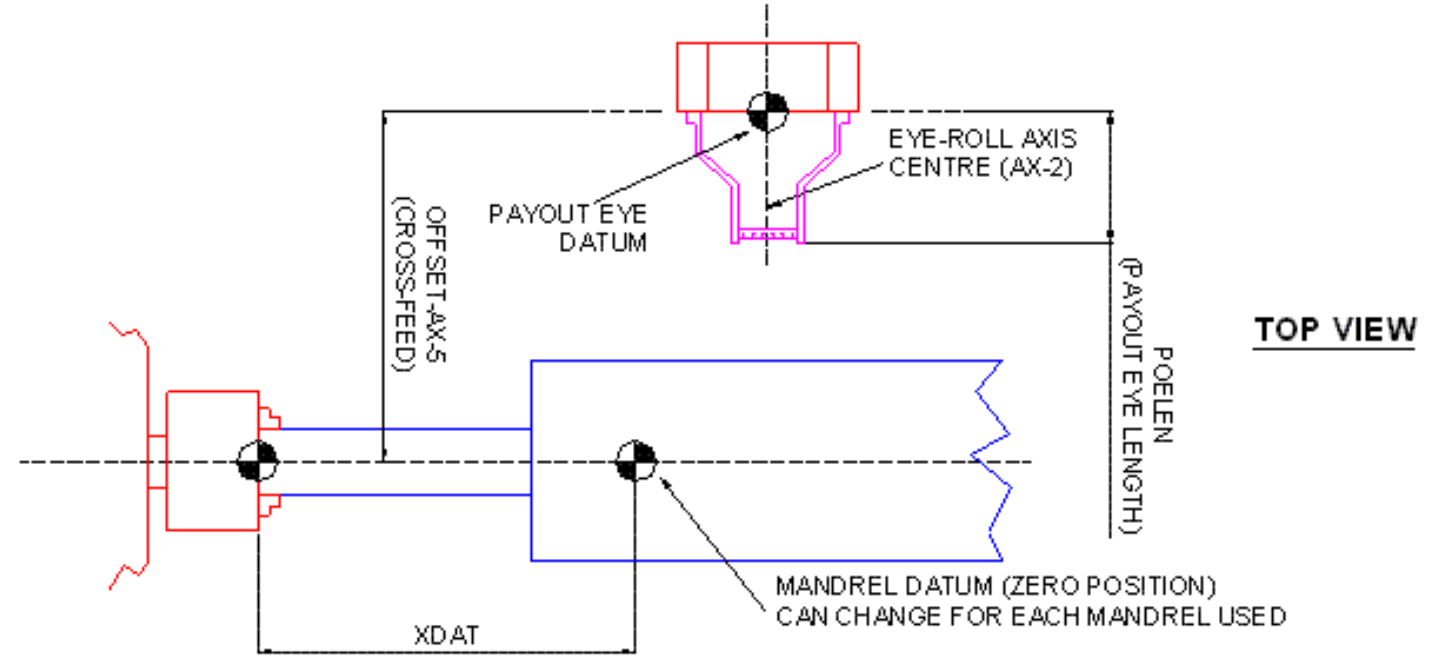 EYE-ROLL AXIS
CENTRE (AX-2)
PAYOUT EYE
DATUM
OFFSET-AX-5
(CROSS-FEED)
POELEN
(PAYOUT EYE LENGTH)
TOP VIEW
MANDREL DATUM (ZERO POSITION)
CAN CHANGE FOR EACH MANDREL USED
XDAT